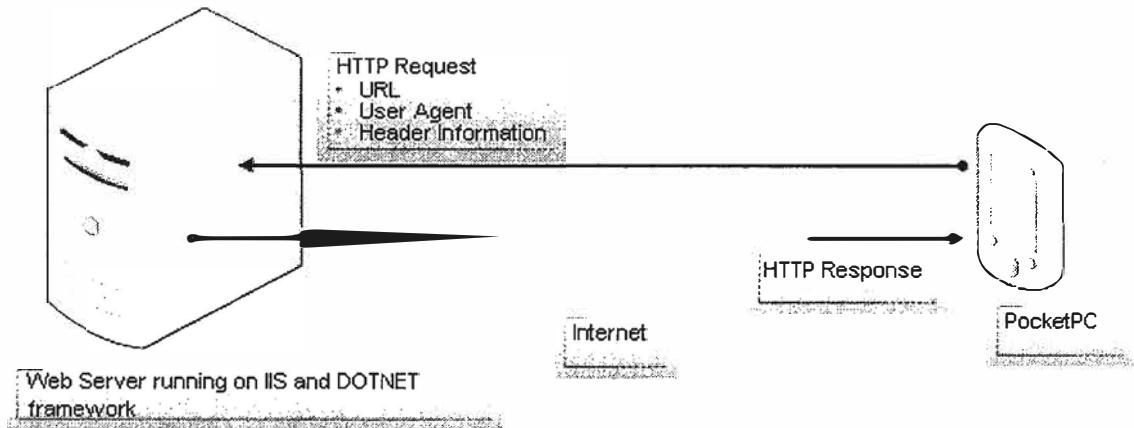 HTTP Request
• URL
• User Agent
• Header Information
HTTP Response
Internet
PocketPC
Web Server running on IIS and DOTNET
framework